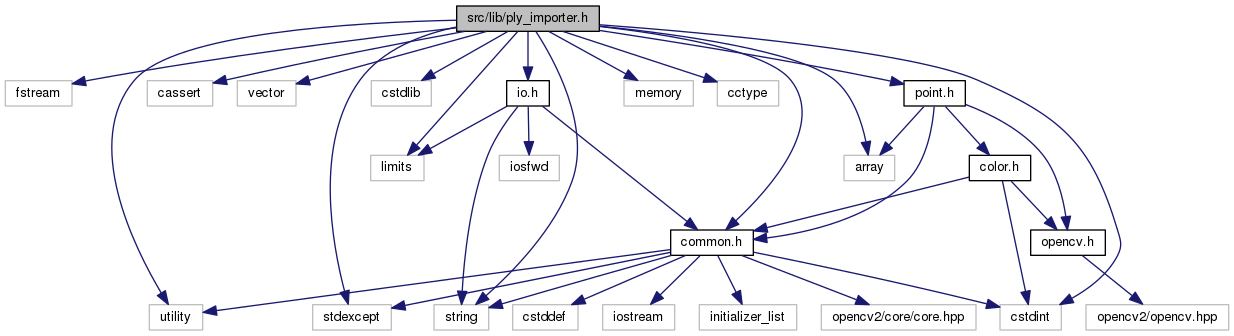 src/lib/ply_importer.h
fstream
cassert
vector
cstdlib
io.h
memory
cctype
point.h
limits
iosfwd
array
color.h
common.h
opencv.h
utility
stdexcept
string
cstddef
iostream
initializer_list
opencv2/core/core.hpp
cstdint
opencv2/opencv.hpp